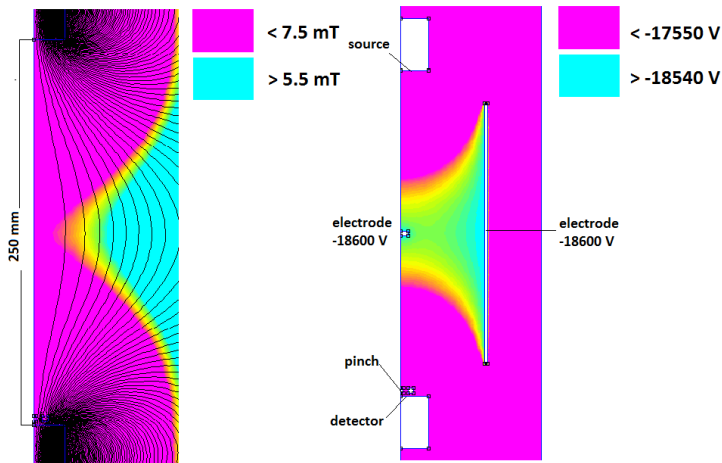 < 7.5 mT
> 5.5 mT
250 mm
source
< -17550 V
> -18540 V
electrode
-18600 V
electrode
-18600 V
pinch
detector